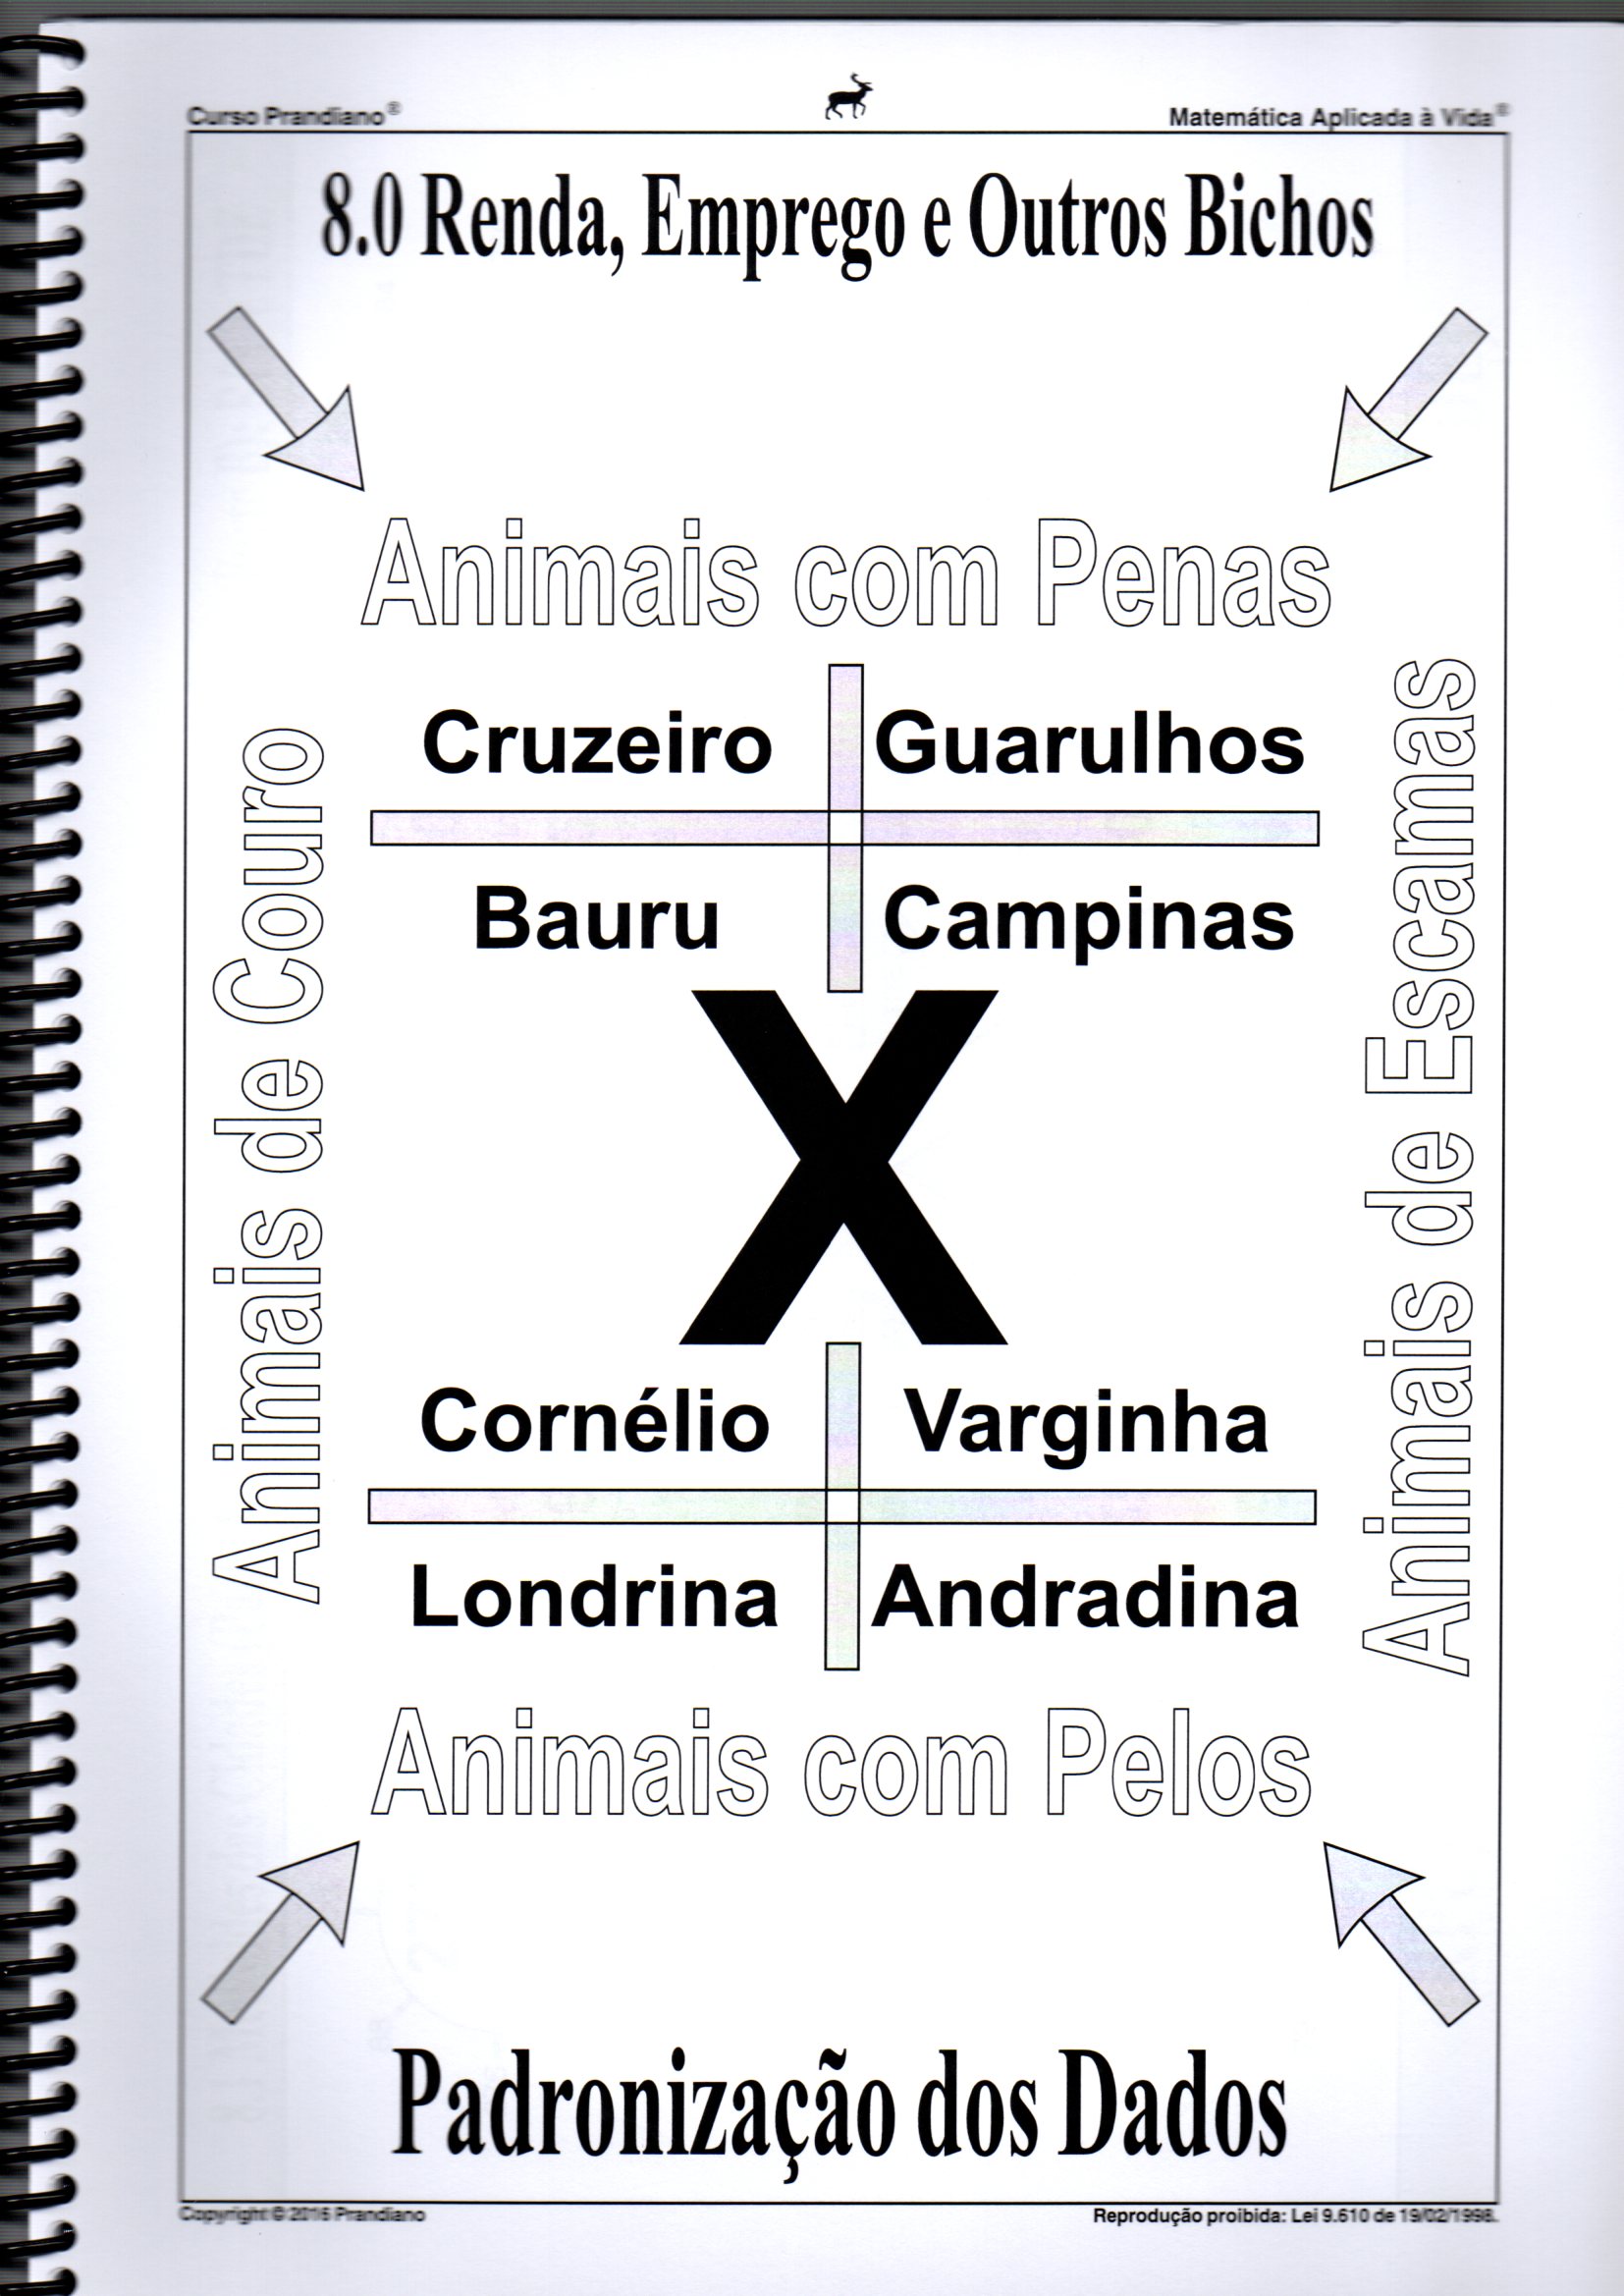 Curso Prandiano®
Matemática Aplicada à Vida®
8.0 Renda, Emprego e Outros Bichos
Animais com Penas
Animais de Couro
Animais de Escamas
Cruzeiro Guarulhos
Bauru Campinas
X
Cornélio Varginha
Londrina Andradina
Animais com Pelos
Padronização dos Dados
Copyright © 2016 Prandiano
Reprodução proibida: Lei 9.610 de 19/02/1998.